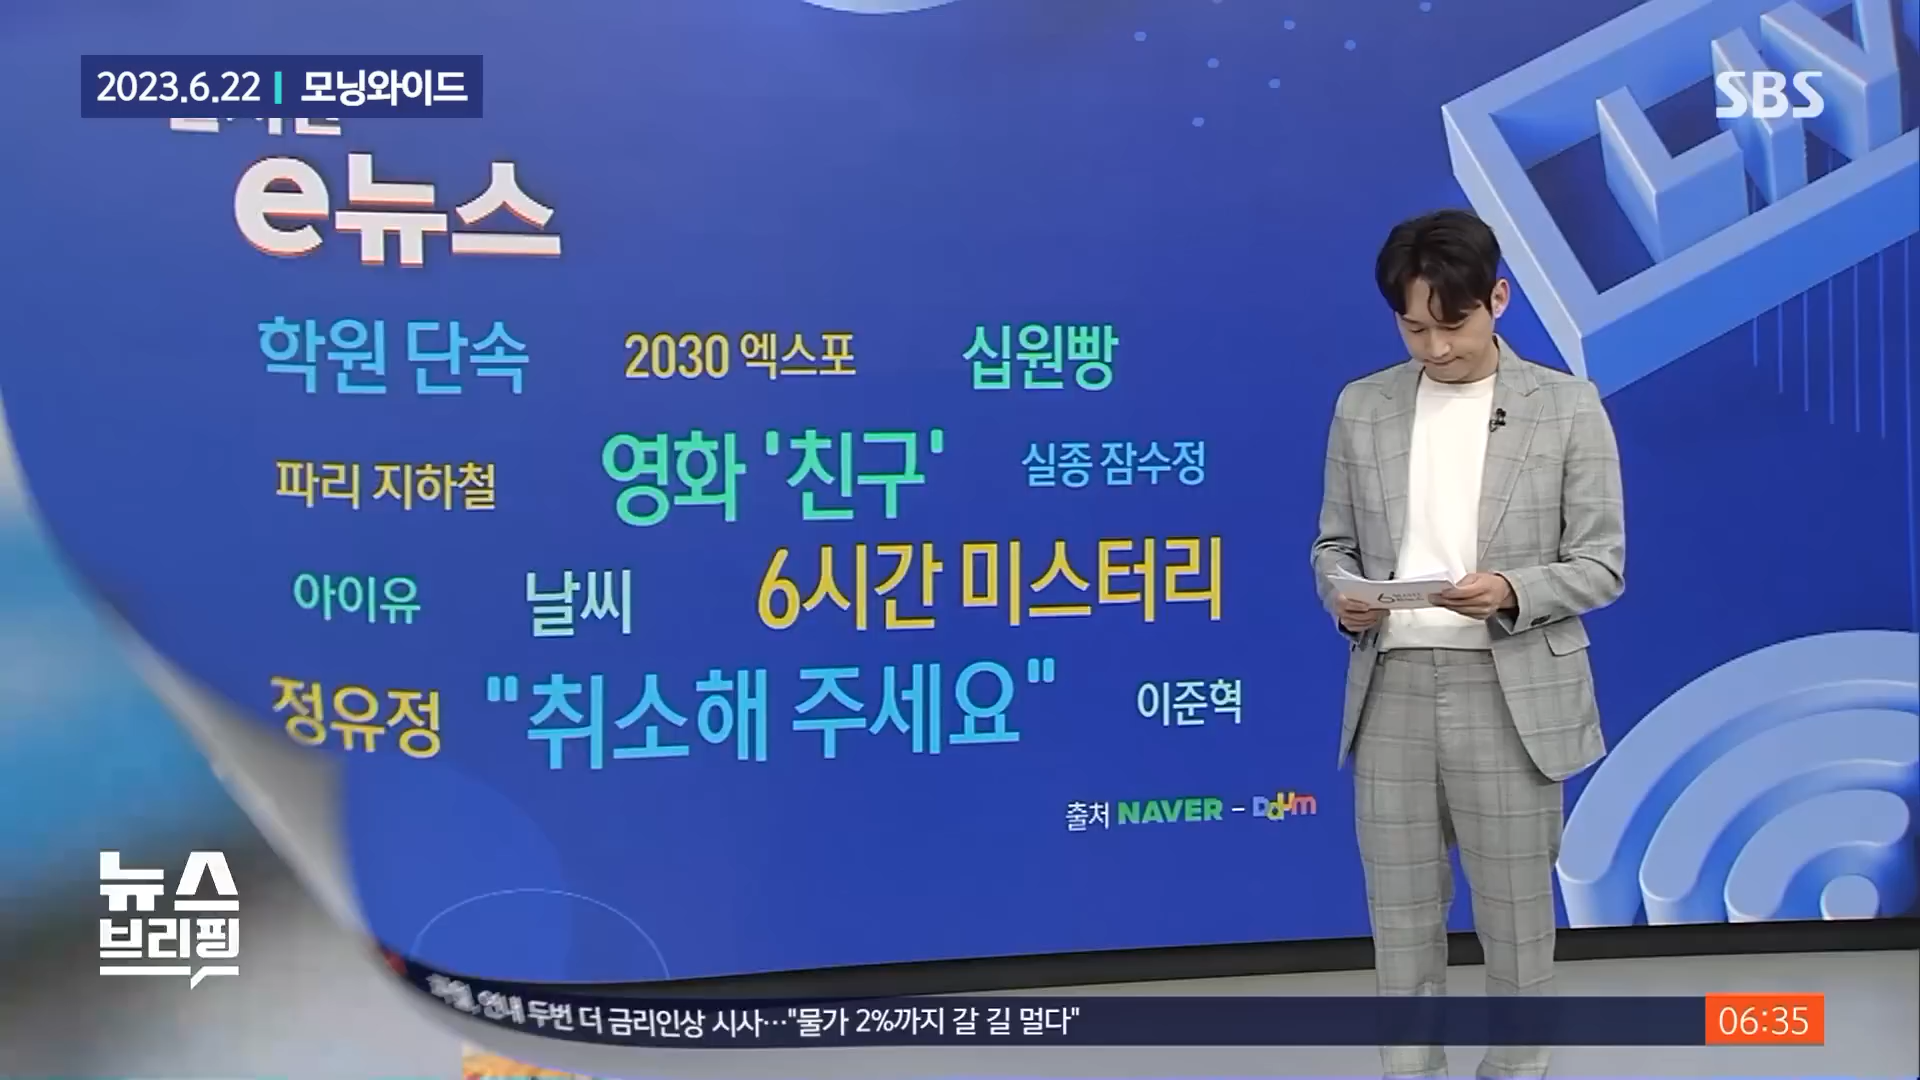 2023.6.22 | 모닝와이드
SBS
e뉴스
학원 단속 2030 엑스포 십원빵
파리 지하철 영화 '친구' 실종 잠수정
아이유 날씨 6시간 미스터리
정유정 "취소해 주세요" 이준혁
출처 NAVER - Daum
뉴스
브리핑
두번 더 금리인상 시사…"물가 2%까지 갈 길 멀다"
06:35